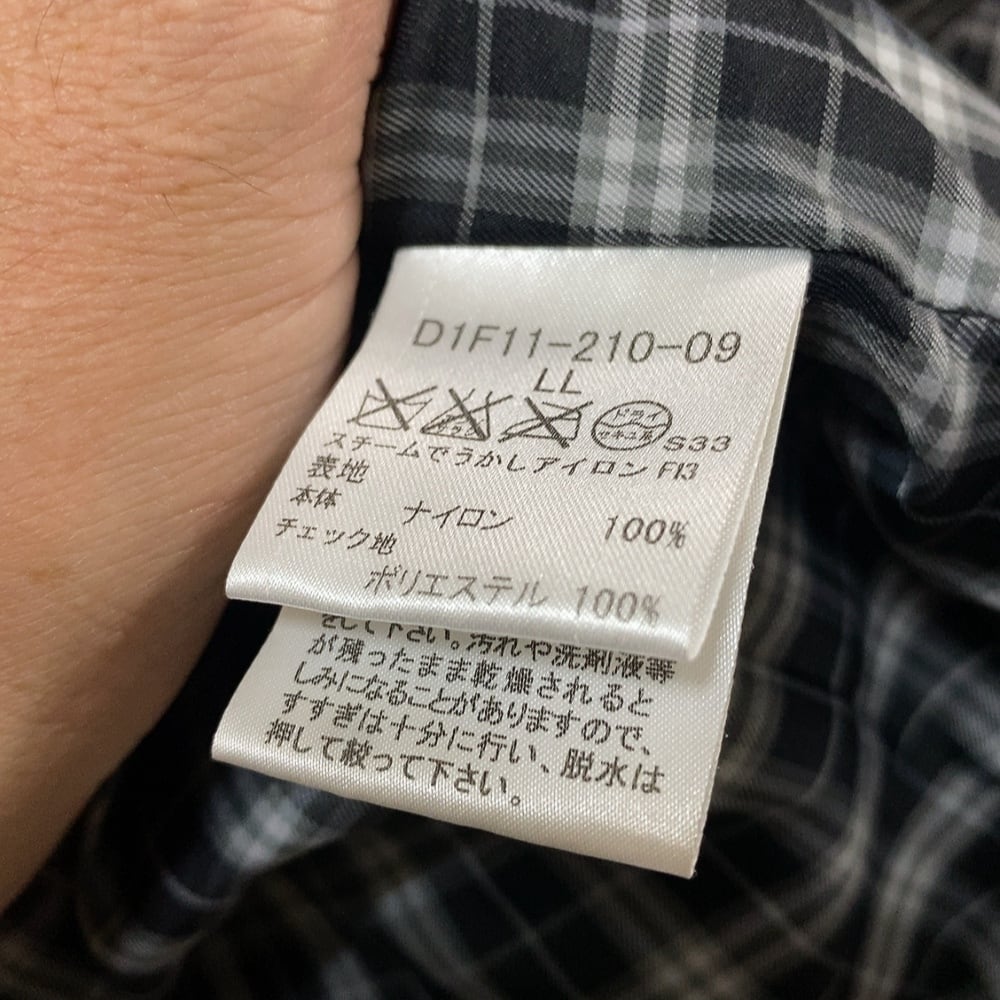 D1F11-210-09
LL
ドライ
S33
スチームでうかしアイロン F13
表地
本体
ナイロン 100%
チェック地
ポリエステル 100%
をして下さい。汚れや洗剤液等
が残ったまま乾燥されると
しみになることがありますので、
すすぎは十分に行い、脱水は
押して絞って下さい。